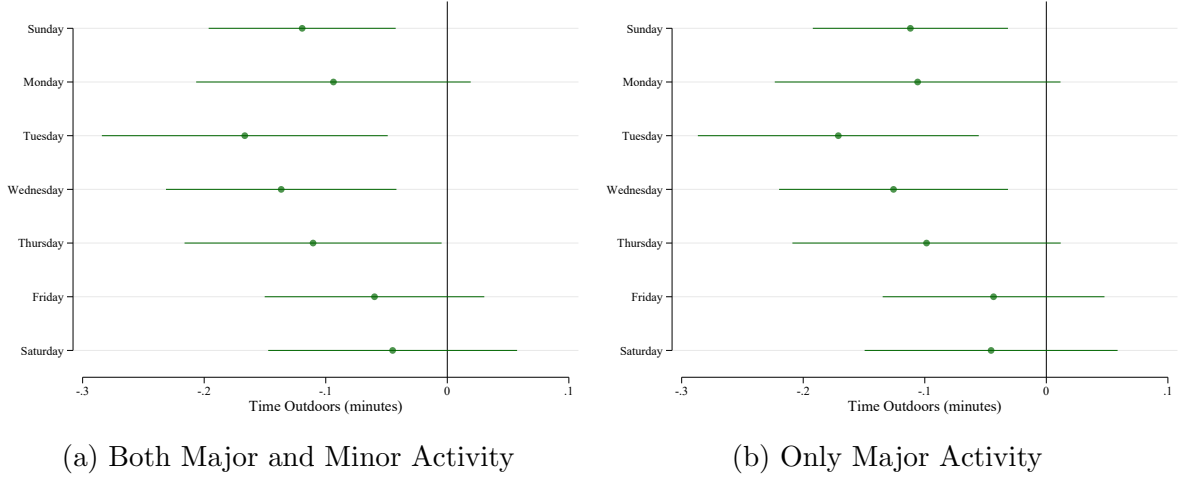 Sunday
Monday
Tuesday
Wednesday
Thursday
Friday
Saturday
-.3 -.2 -.1 0 .1
Time Outdoors (minutes)
(a) Both Major and Minor Activity
Sunday
Monday
Tuesday
Wednesday
Thursday
Friday
Saturday
-.3 -.2 -.1 0 .1
Time Outdoors (minutes)
(b) Only Major Activity